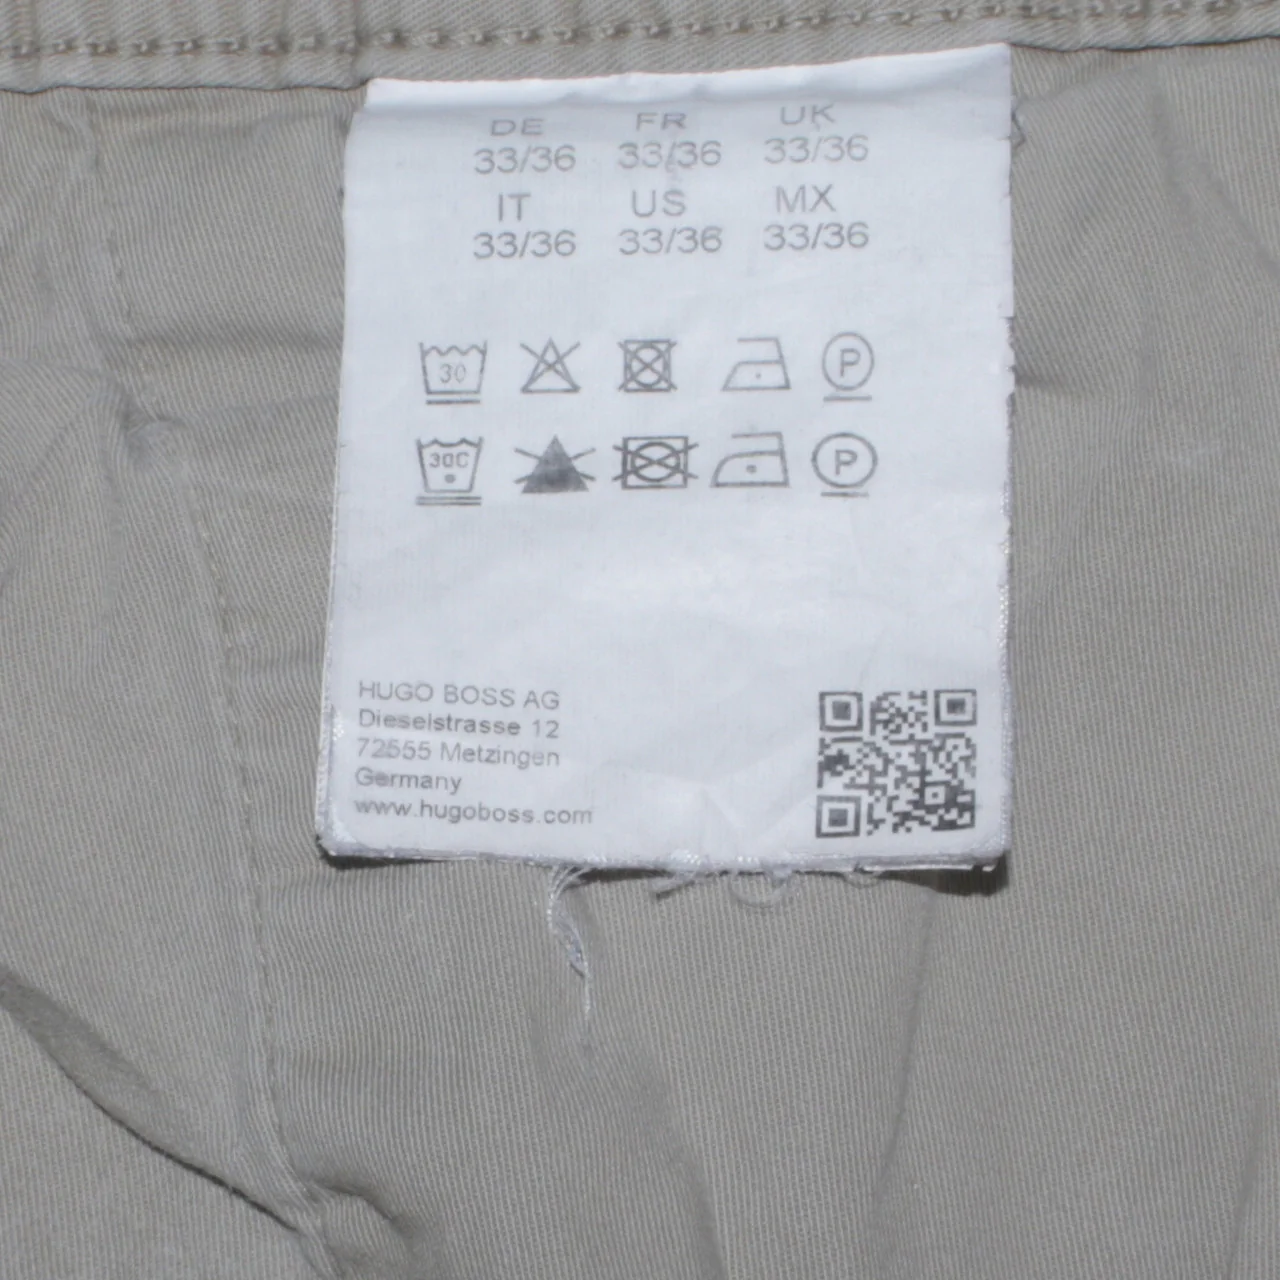 DE FR UK
33/36 33/36 33/36
IT US MX
33/36 33/36 33/36
30 P
30C P
HUGO BOSS AG
Dieselstrasse 12
72555 Metzingen
Germany
www.hugoboss.com